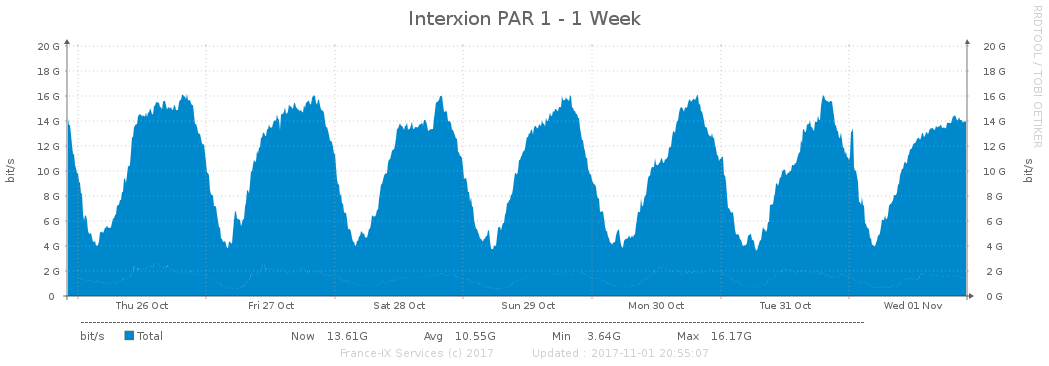 Interxion PAR 1 - 1 Week
RRDTOOL / TOBI OETIKER
20 G 20 G
18 G 18 G
16 G 16 G
14 G 14 G
12 G 12 G
10 G 10 G
8 G 8 G
6 G 6 G
4 G 4 G
2 G 2 G
0 0 G
bit/s
bit/s
Thu 26 Oct Fri 27 Oct Sat 28 Oct Sun 29 Oct Mon 30 Oct Tue 31 Oct Wed 01 Nov
bit/s Total Now 13.61G Avg 10.55G Min 3.64G Max 16.17G
France-IX Services (c) 2017 Updated : 2017-11-01 20:55:07